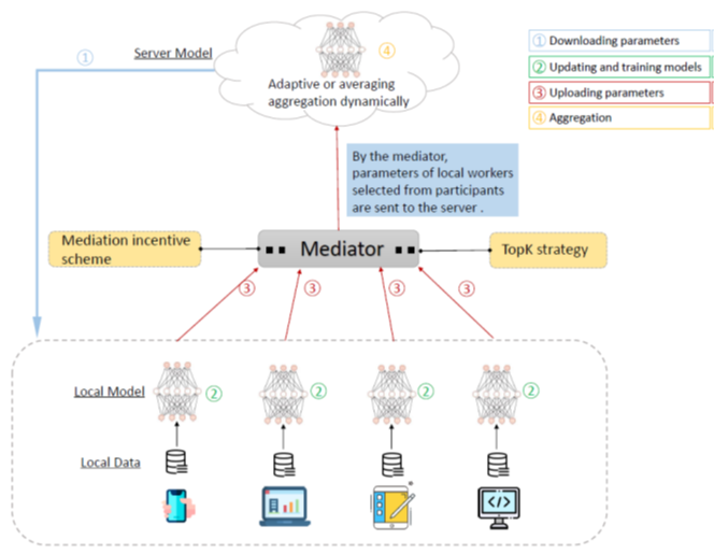 ① Server Model
④
Adaptive or averaging
aggregation dynamically
① Downloading parameters
② Updating and training models
③ Uploading parameters
④ Aggregation
By the mediator,
parameters of local workers
selected from participants
are sent to the server .
Mediation incentive
scheme
Mediator
TopK strategy
③ ③ ③ ③
Local Model ② ② ② ②
Local Data
</>